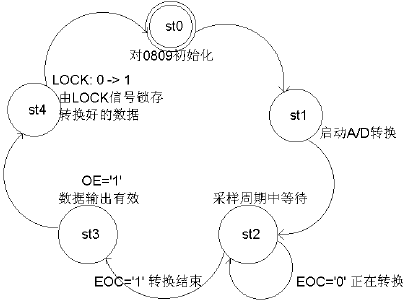 st0
对0809初始化
LOCK: 0 -> 1
由LOCK信号锁存
转换好的数据
st4
st1
启动A/D转换
OE='1'
数据输出有效
采样周期中等待
st3
st2
EOC='1' 转换结束
EOC='0' 正在转换